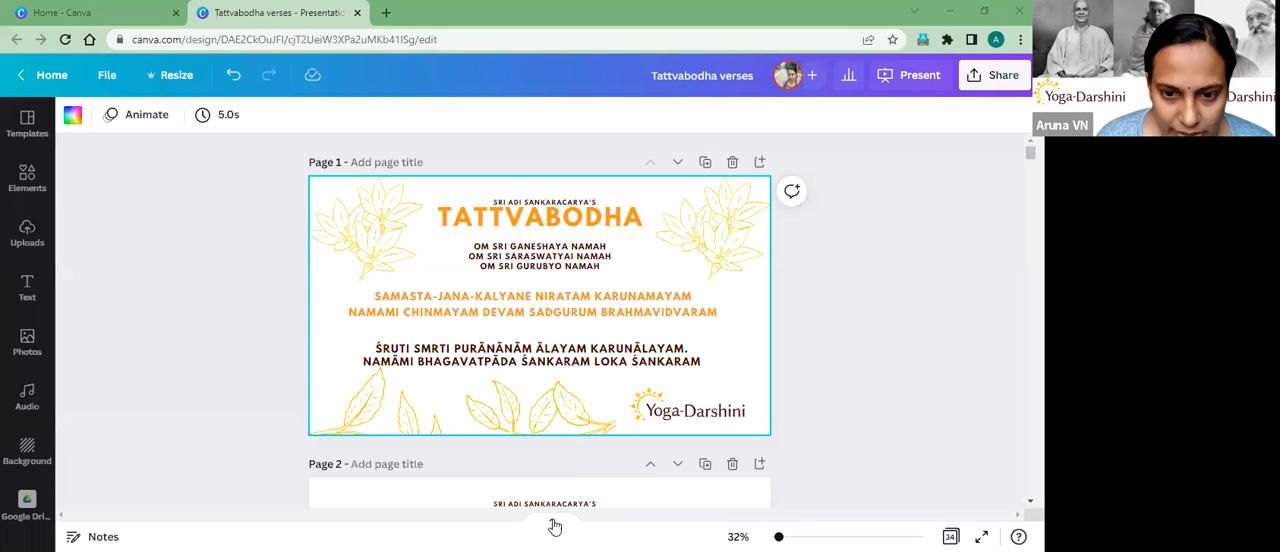 Home - Canva
Tattvabodha verses - Presentatio
canva.com/design/DAE2CkOuJFI/cjT2UeiW3XPa2uMKb41ISg/edit
A
Home
File
Resize
Tattvabodha verses
Present
Share
Yoga-Darshini
Darshini
Aruna VN
Templates
Elements
Uploads
Text
Photos
Audio
Background
Google Dri...
Animate
5.0s
Page 1 - Add page title
SRI ADI SANKARACARYA'S
TATTVABODHA
OM SRI GANESHAYA NAMAH
OM SRI SARASWATYAI NAMAH
OM SRI GURUBYO NAMAH
SAMASTA-JANA-KALYANE NIRATAM KARUNAMAYAM
NAMAMI CHINMAYAM DEVAM SADGURUM BRAHMAVIDVARAM
ŚRUTI SMRTI PURĀNĀNĀM ĀLAYAM KARUNĀLAYAM.
NAMĀMI BHAGAVATPĀDA ŚANKARAM LOKA ŚANKARAM
Yoga-Darshini
Page 2 - Add page title
SRI ADI SANKARACARYA'S
Notes
32%
34